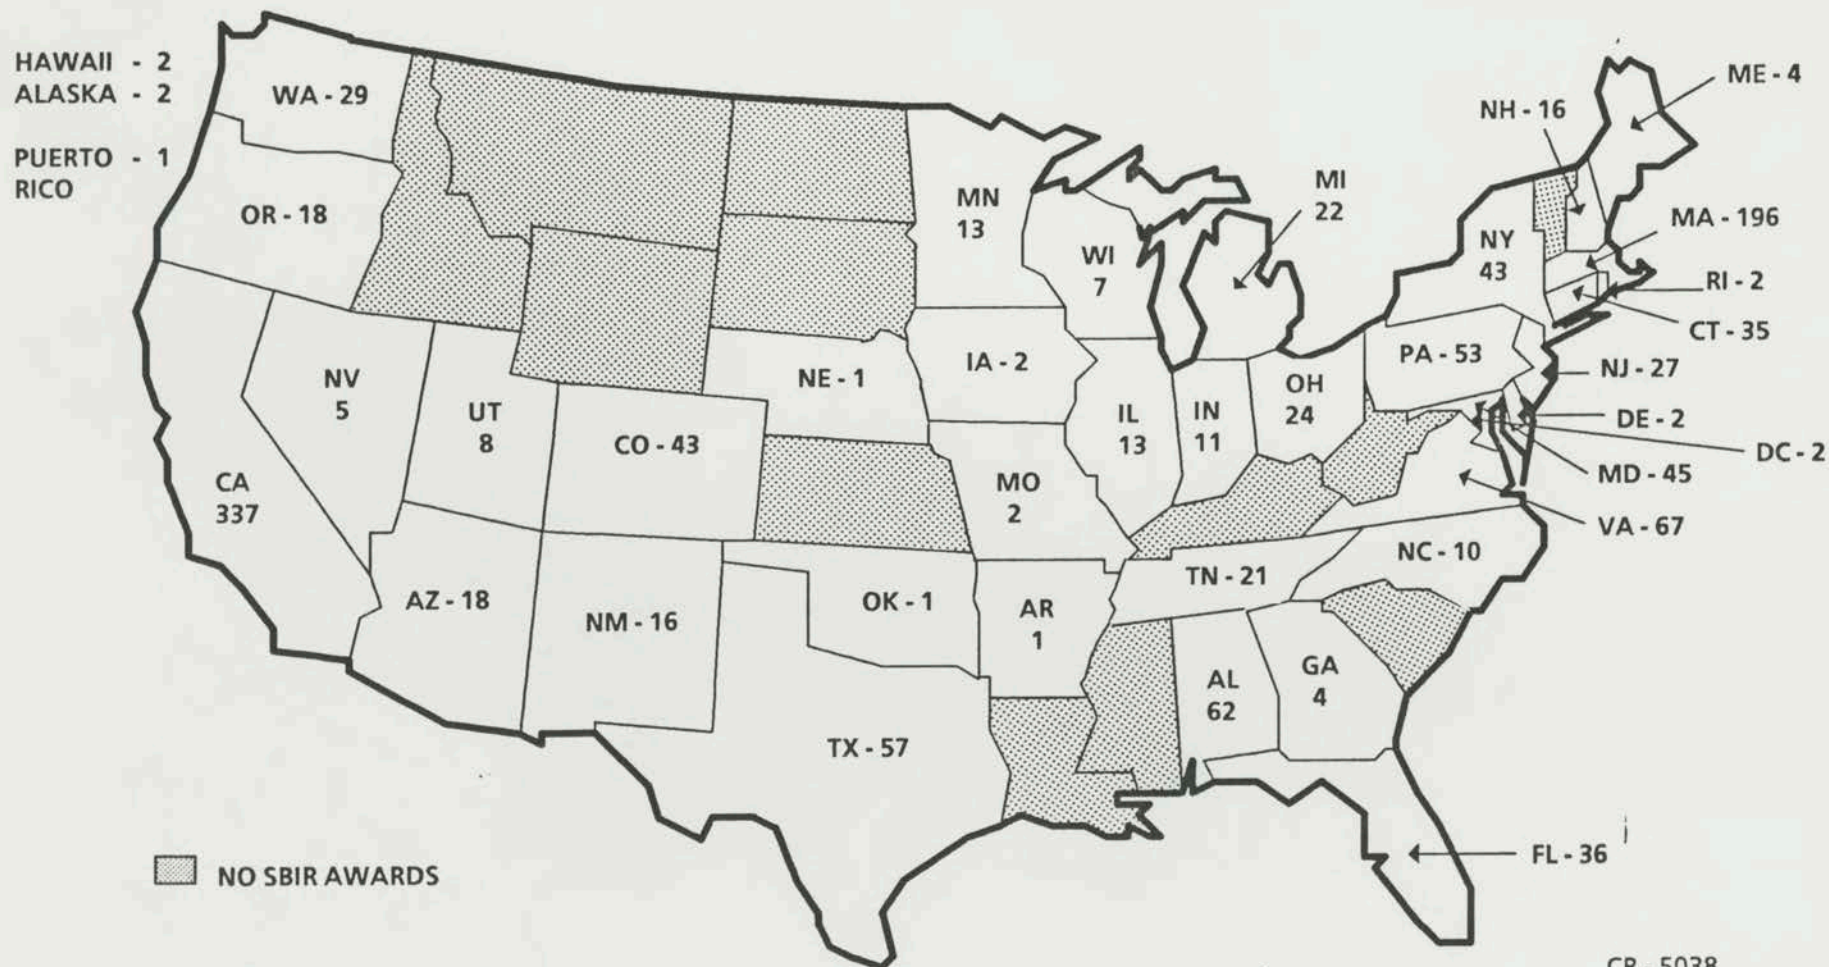 HAWAII - 2
ALASKA - 2
PUERTO - 1
RICO
WA - 29
OR - 18
CA
337
NV
5
UT
8
AZ - 18
CO - 43
NM - 16
NE - 1
OK - 1
TX - 57
MN
13
IA - 2
MO
2
AR
1
WI
7
IL
13
IN
11
MI
22
OH
24
TN - 21
AL
62
GA
4
FL - 36
NC - 10
VA - 67
MD - 45
DC - 2
DE - 2
NJ - 27
PA - 53
NY
43
CT - 35
RI - 2
MA - 196
NH - 16
ME - 4
NO SBIR AWARDS